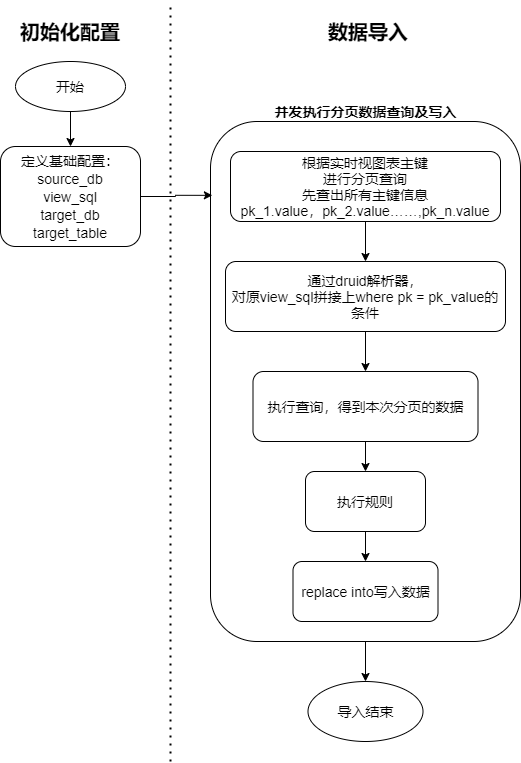 初始化配置
数据导入
开始
定义基础配置：
source_db
view_sql
target_db
target_table
并发执行分页数据查询及写入
根据实时视图表主键
进行分页查询
先查出所有主键信息
pk_1.value，pk_2.value……,pk_n.value
通过druid解析器，
对原view_sql拼接上where pk = pk_value的
条件
执行查询，得到本次分页的数据
执行规则
replace into写入数据
导入结束